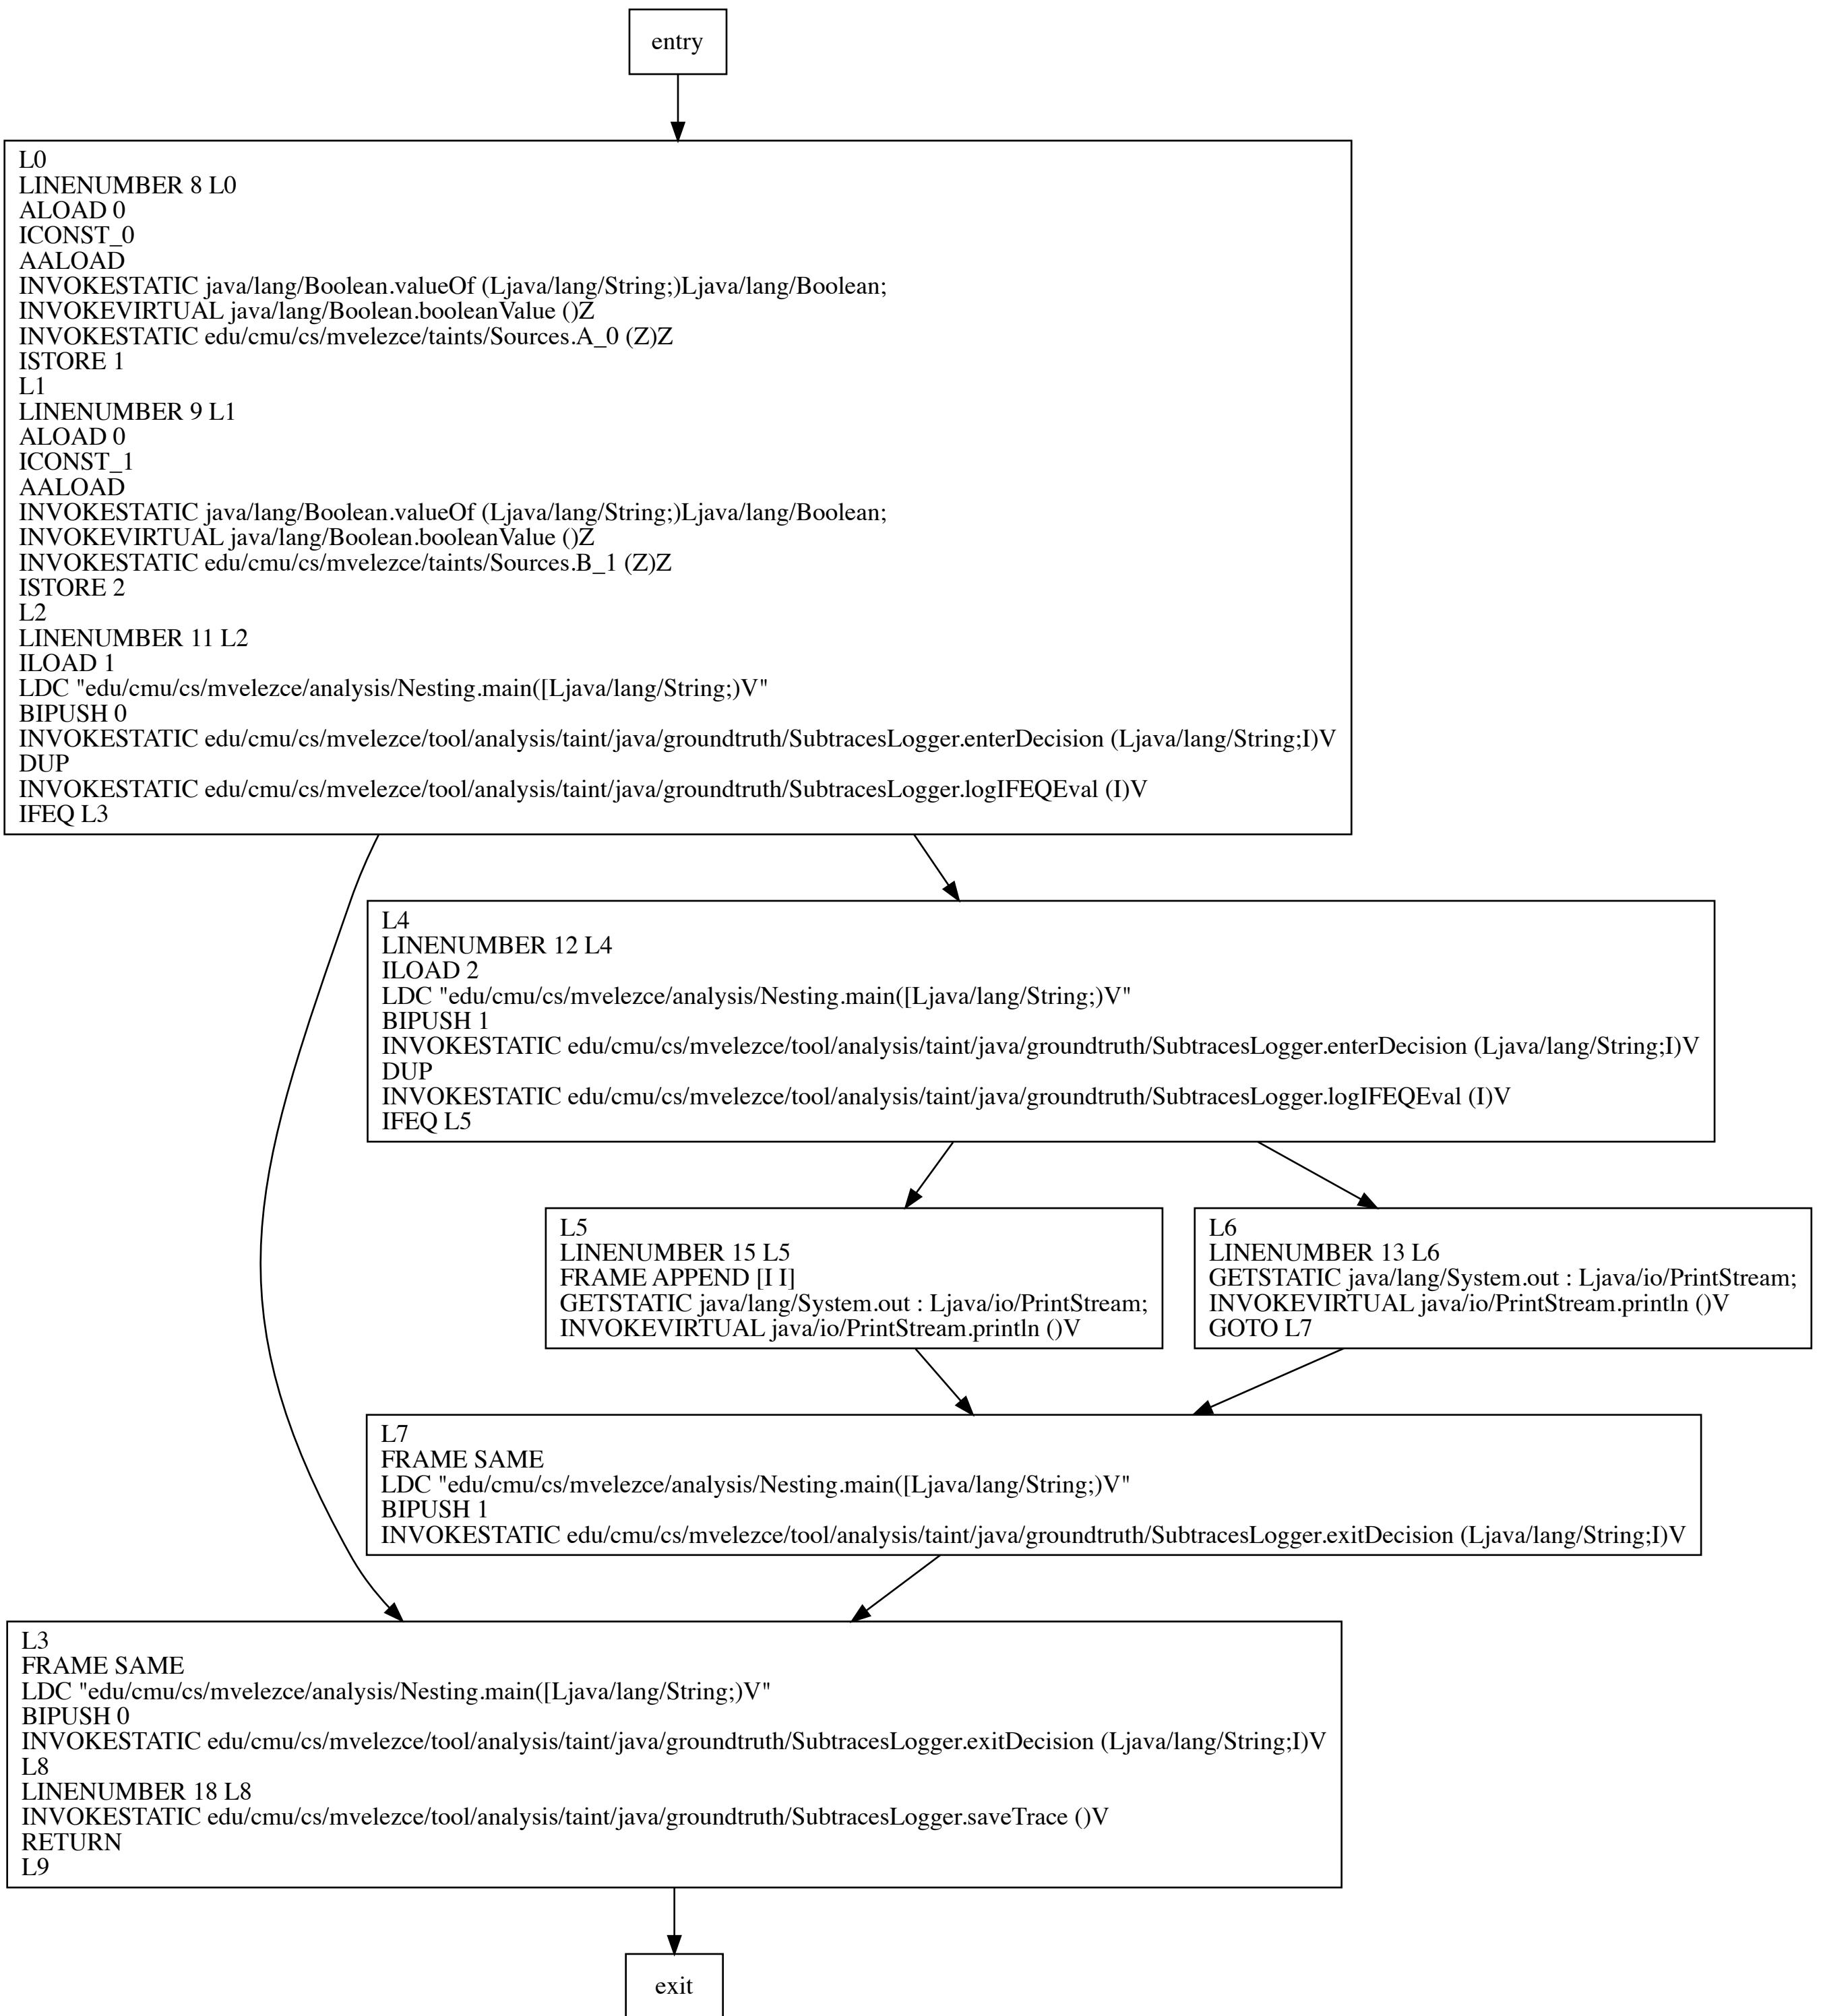 entry
L0
LINENUMBER 8 L0
ALOAD 0
ICONST_0
AALOAD
INVOKESTATIC java/lang/Boolean.valueOf (Ljava/lang/String;)Ljava/lang/Boolean;
INVOKEVIRTUAL java/lang/Boolean.booleanValue ()Z
INVOKESTATIC edu/cmu/cs/mvelezce/taints/Sources.A_0 (Z)Z
ISTORE 1
L1
LINENUMBER 9 L1
ALOAD 0
ICONST_1
AALOAD
INVOKESTATIC java/lang/Boolean.valueOf (Ljava/lang/String;)Ljava/lang/Boolean;
INVOKEVIRTUAL java/lang/Boolean.booleanValue ()Z
INVOKESTATIC edu/cmu/cs/mvelezce/taints/Sources.B_1 (Z)Z
ISTORE 2
L2
LINENUMBER 11 L2
ILOAD 1
LDC "edu/cmu/cs/mvelezce/analysis/Nesting.main([Ljava/lang/String;)V"
BIPUSH 0
INVOKESTATIC edu/cmu/cs/mvelezce/tool/analysis/taint/java/groundtruth/SubtracesLogger.enterDecision (Ljava/lang/String;I)V
DUP
INVOKESTATIC edu/cmu/cs/mvelezce/tool/analysis/taint/java/groundtruth/SubtracesLogger.logIFEQEval (I)V
IFEQ L3
L4
LINENUMBER 12 L4
ILOAD 2
LDC "edu/cmu/cs/mvelezce/analysis/Nesting.main([Ljava/lang/String;)V"
BIPUSH 1
INVOKESTATIC edu/cmu/cs/mvelezce/tool/analysis/taint/java/groundtruth/SubtracesLogger.enterDecision (Ljava/lang/String;I)V
DUP
INVOKESTATIC edu/cmu/cs/mvelezce/tool/analysis/taint/java/groundtruth/SubtracesLogger.logIFEQEval (I)V
IFEQ L5
L5
LINENUMBER 15 L5
FRAME APPEND [I I]
GETSTATIC java/lang/System.out : Ljava/io/PrintStream;
INVOKEVIRTUAL java/io/PrintStream.println ()V
L6
LINENUMBER 13 L6
GETSTATIC java/lang/System.out : Ljava/io/PrintStream;
INVOKEVIRTUAL java/io/PrintStream.println ()V
GOTO L7
L7
FRAME SAME
LDC "edu/cmu/cs/mvelezce/analysis/Nesting.main([Ljava/lang/String;)V"
BIPUSH 1
INVOKESTATIC edu/cmu/cs/mvelezce/tool/analysis/taint/java/groundtruth/SubtracesLogger.exitDecision (Ljava/lang/String;I)V
L3
FRAME SAME
LDC "edu/cmu/cs/mvelezce/analysis/Nesting.main([Ljava/lang/String;)V"
BIPUSH 0
INVOKESTATIC edu/cmu/cs/mvelezce/tool/analysis/taint/java/groundtruth/SubtracesLogger.exitDecision (Ljava/lang/String;I)V
L8
LINENUMBER 18 L8
INVOKESTATIC edu/cmu/cs/mvelezce/tool/analysis/taint/java/groundtruth/SubtracesLogger.saveTrace ()V
RETURN
L9
exit